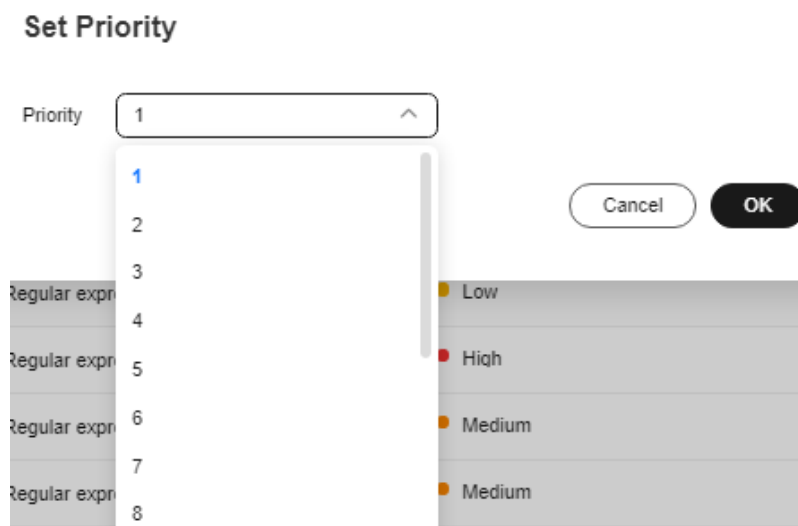 Set Priority
Priority 1
1
2
Cancel OK
3
Regular expr Low
4
Regular expr High
5
6
Regular expr Medium
7
Regular expr Medium
8